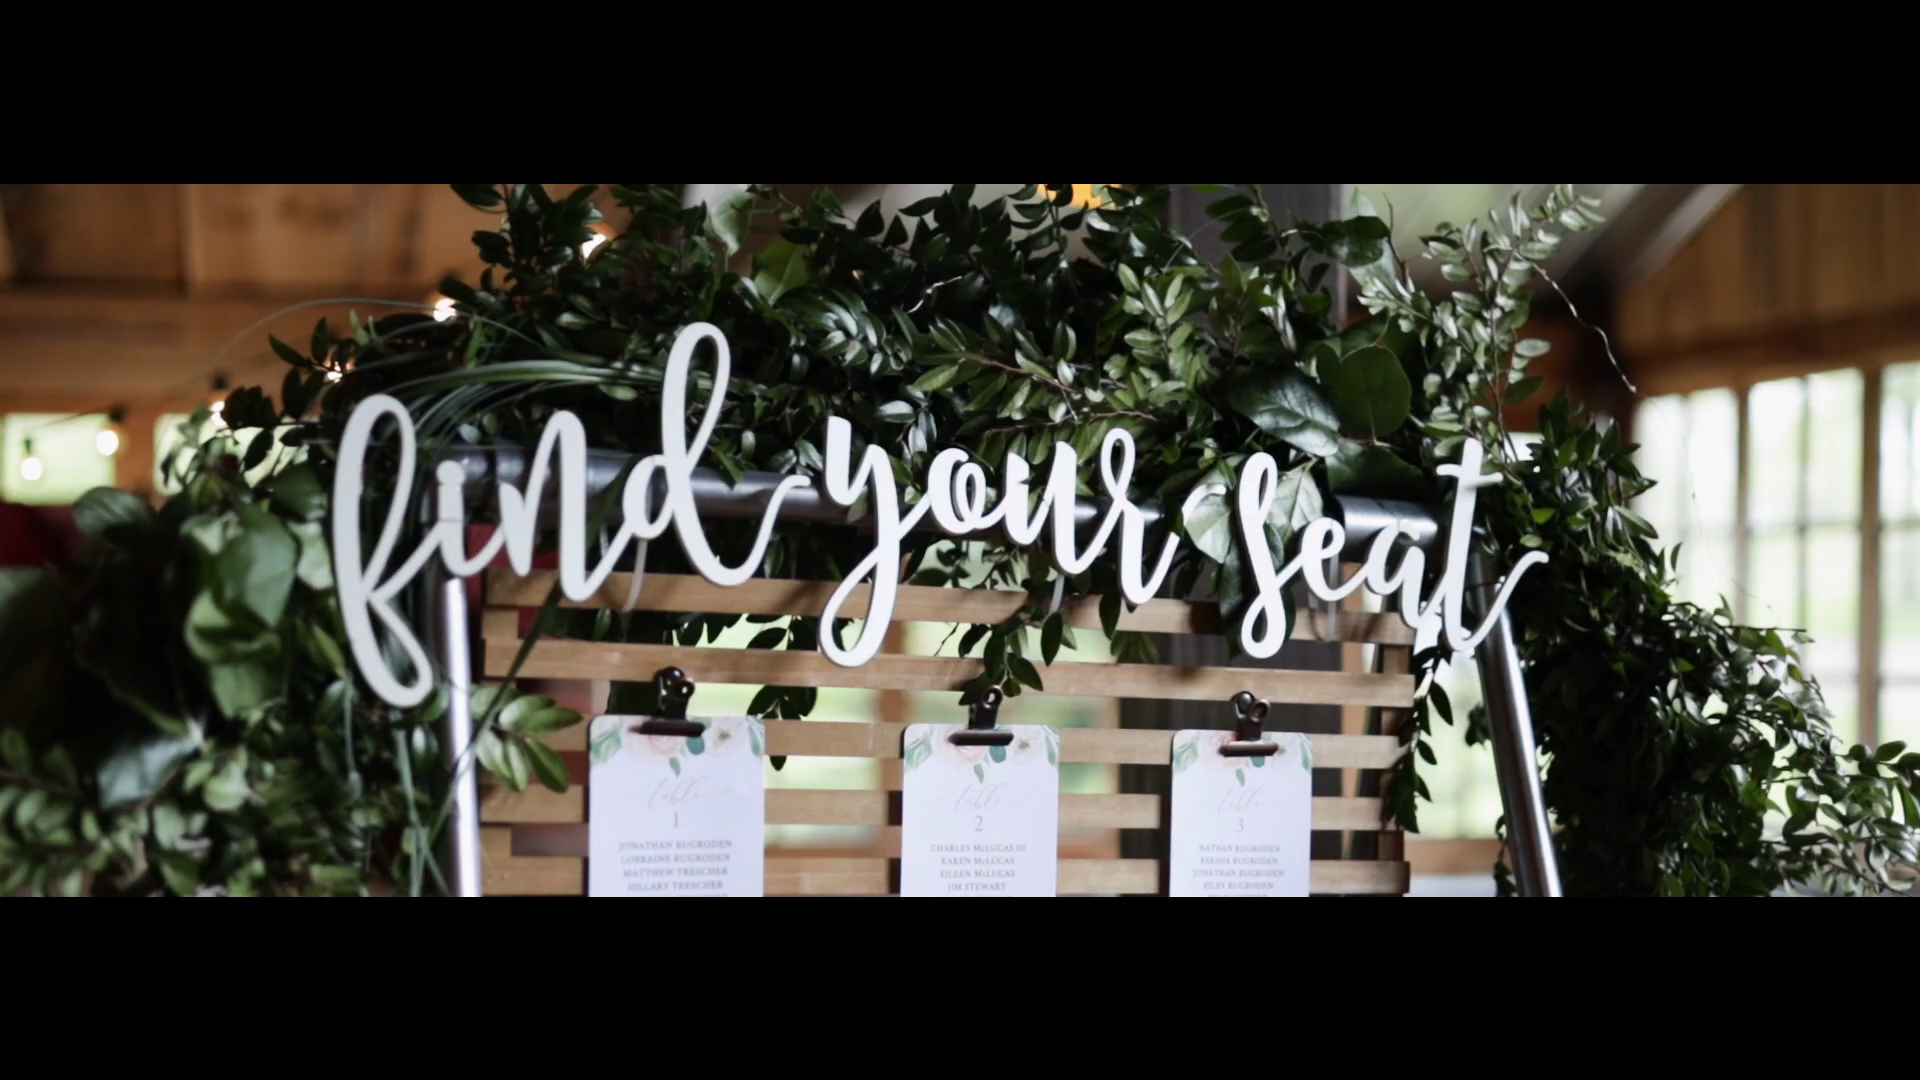 find your seat
table
1
JONATHAN RUGRODEN
LORRAINE RUGRODEN
MATTHEW TRESCHER
HILLARY TRESCHER
table
2
CHARLES McLUCAS III
KAREN McLUCAS
EILEEN McLUCAS
JIM STEWART
table
3
NATHAN RUGRODEN
RUGRODEN
JONATHAN RUGRODEN
RILEY RUGRODEN